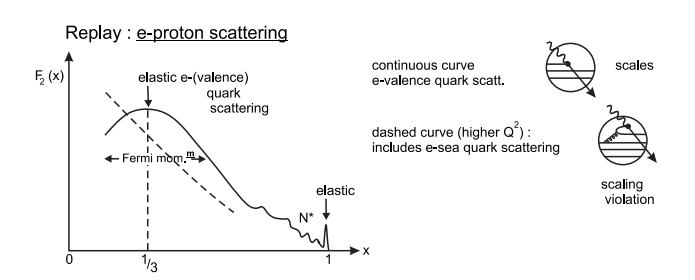 Replay : e-proton scattering
F2 (x)
elastic e-(valence)
quark
scattering
Fermi mom.m
N*
elastic
x
0
1/3
1
continuous curve
e-valence quark scatt.
scales
dashed curve (higher Q2) :
includes e-sea quark scattering
scaling
violation